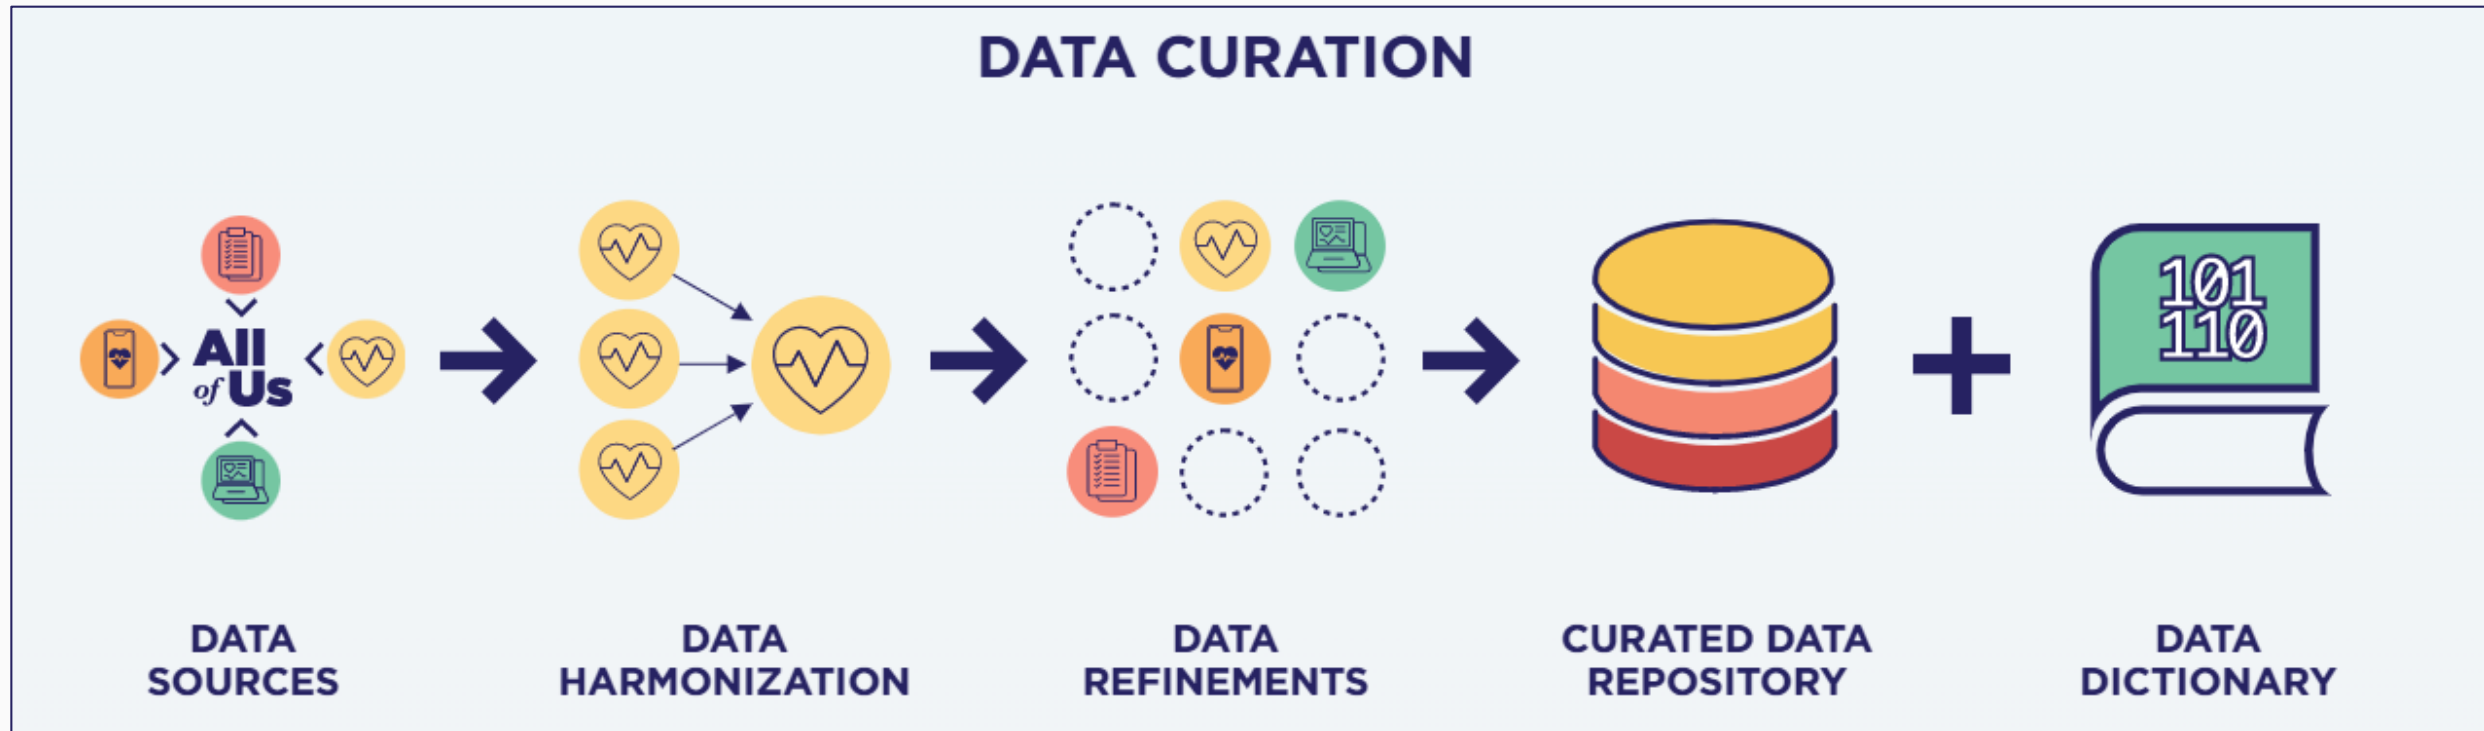 DATA CURATION
All
of Us
101
110
DATA
SOURCES
DATA
HARMONIZATION
DATA
REFINEMENTS
CURATED DATA
REPOSITORY
DATA
DICTIONARY